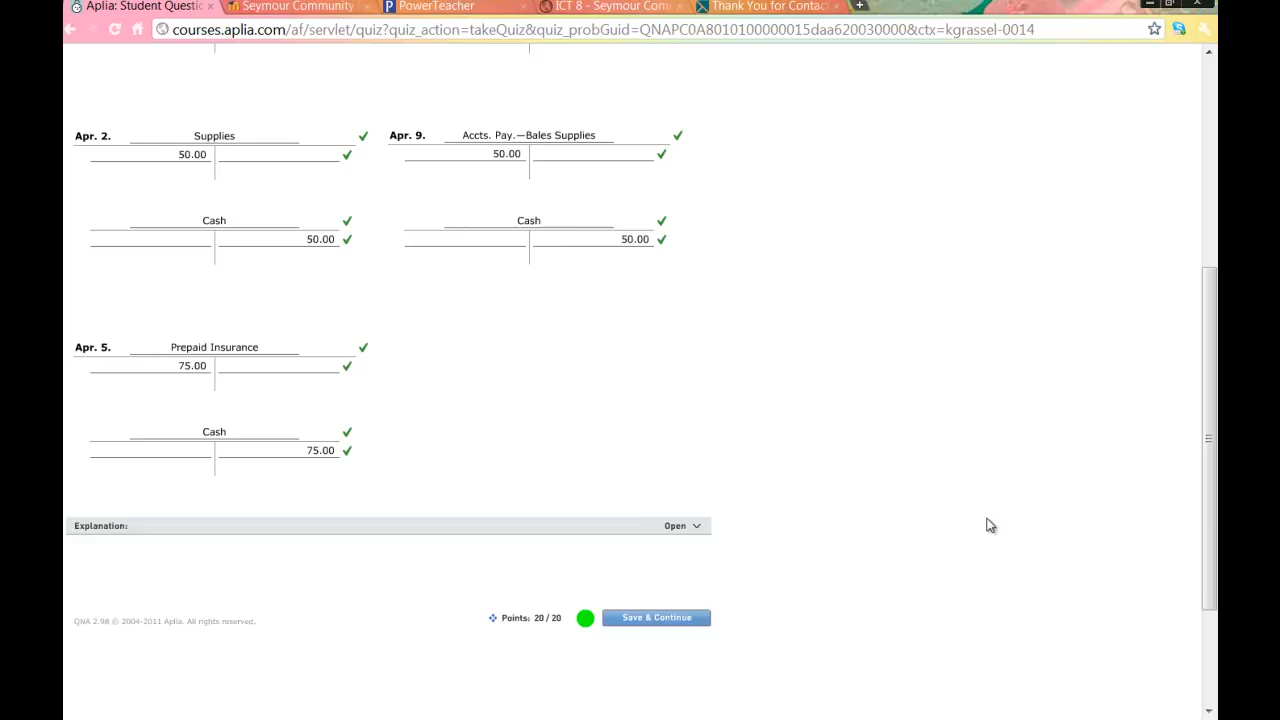 Aplia: Student Questi
Seymour Community
PowerTeacher
ICT 8 - Seymour Com
Thank You for Contact
courses.aplia.com/af/servlet/quiz?quiz_action=takeQuiz&quiz_probGuid=QNAPC0A8010100000015daa620030000&ctx=kgrassel-0014
Apr. 2. Supplies
50.00
Cash
50.00
Apr. 9. Accts. Pay.—Bales Supplies
50.00
Cash
50.00
Apr. 5. Prepaid Insurance
75.00
Cash
75.00
Explanation: Open
QNA 2.98 © 2004-2011 Aplia. All rights reserved.
Points: 20 / 20
Save & Continue